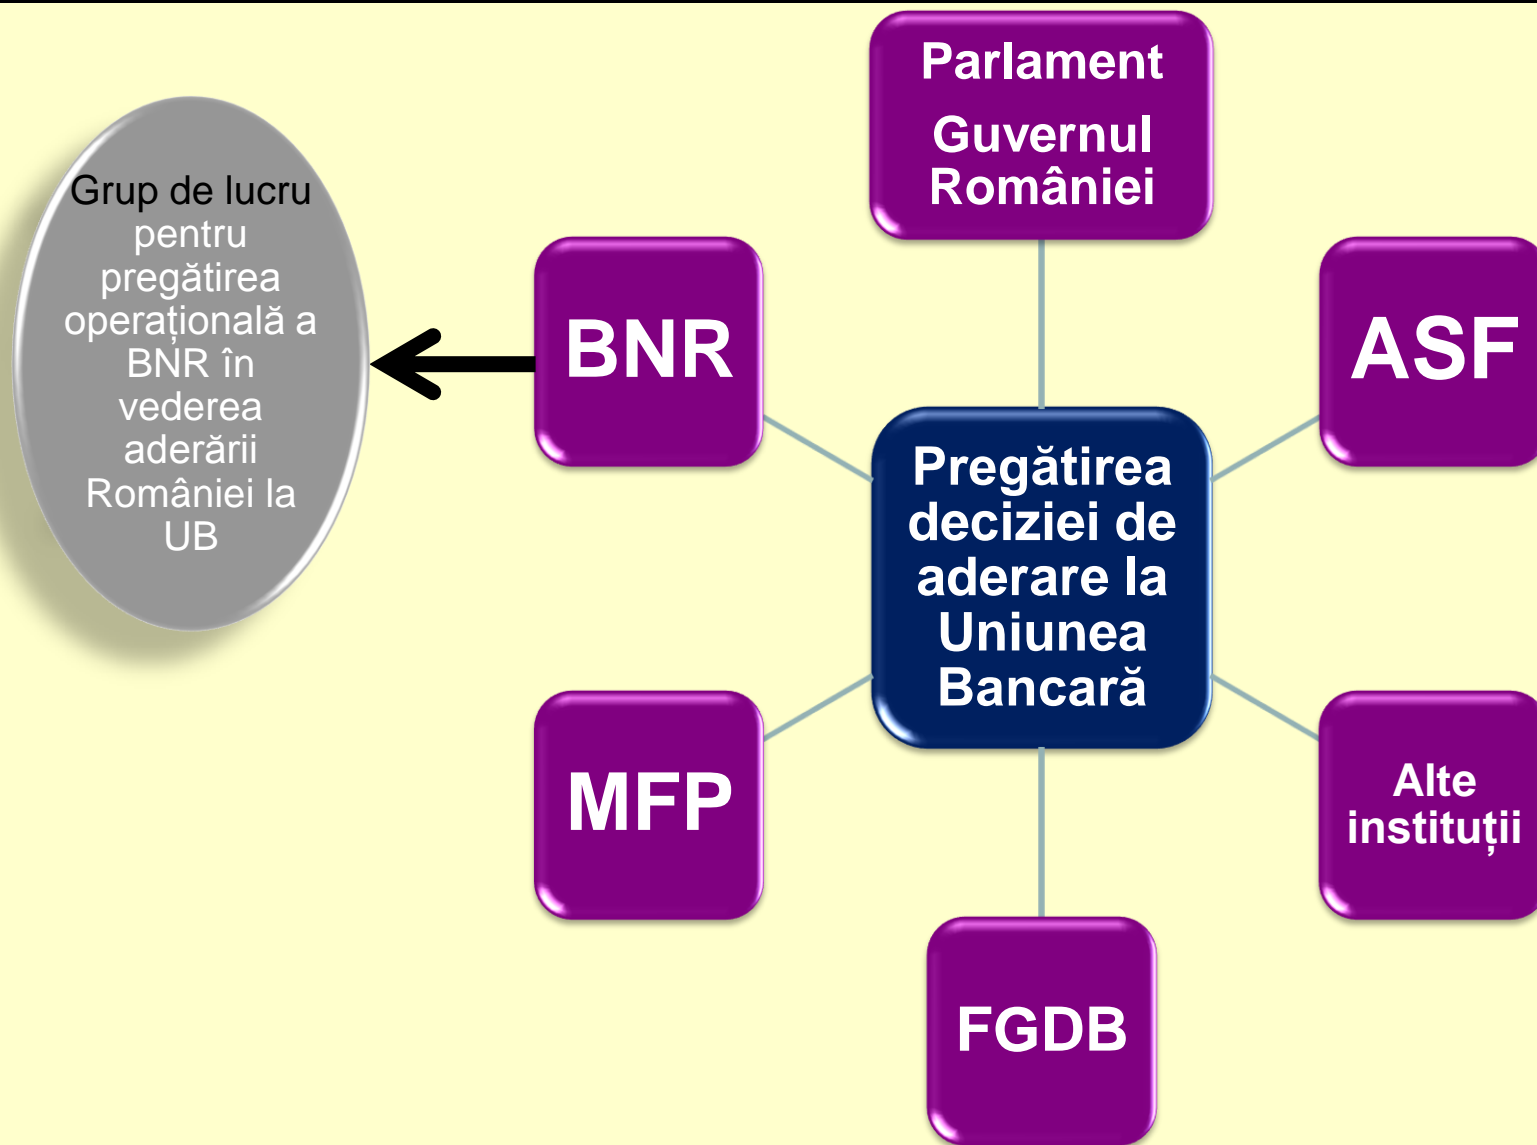 Parlament
Guvernul
României
Grup de lucru
pentru
pregătirea
operațională a
BNR în
vederea
aderării
României la
UB
BNR
ASF
Pregătirea
deciziei de
aderare la
Uniunea
Bancară
MFP
Alte
instituții
FGDB